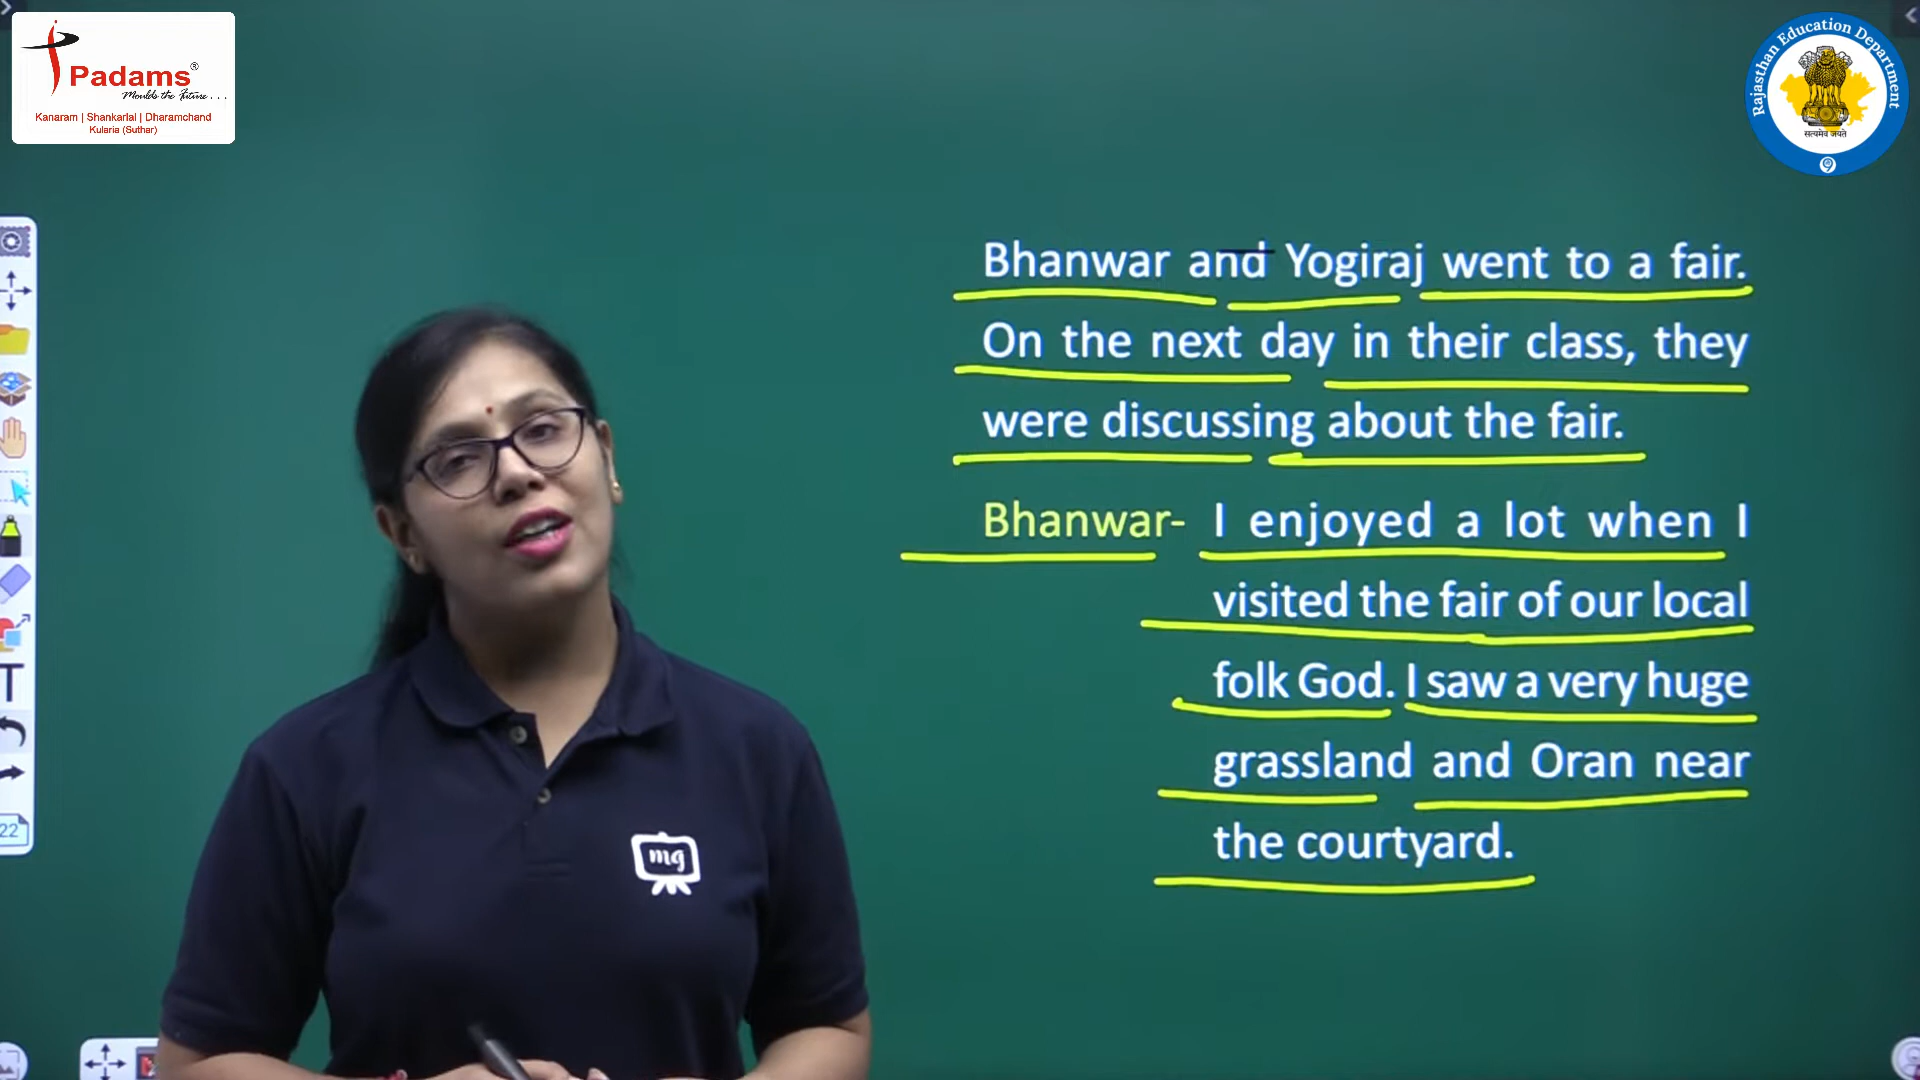 Padams®
Moulds the Future . . .
Kanaram | Shankarlal | Dharamchand
Kularia (Suthar)
Rajasthan Education Department
सत्यमेव जयते
Bhanwar and Yogiraj went to a fair.
On the next day in their class, they
were discussing about the fair.
Bhanwar- I enjoyed a lot when I
visited the fair of our local
folk God. I saw a very huge
grassland and Oran near
the courtyard.
mg
T
22